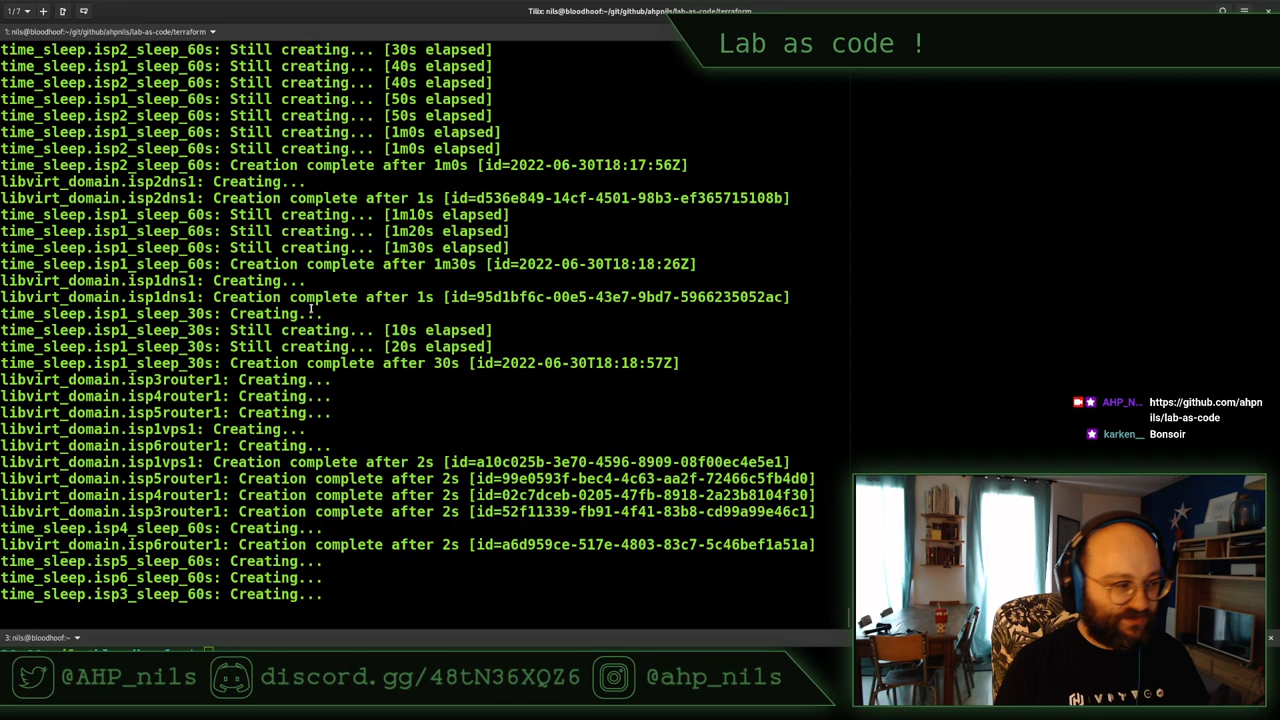 1/7
Tilix: nils@bloodhoof:~/git/github/ahpnils/lab-as-code/terraform
1: nils@bloodhoof:~/git/github/ahpnils/lab-as-code/terraform
Lab as code !
time_sleep.isp2_sleep_60s: Still creating... [30s elapsed]
time_sleep.isp1_sleep_60s: Still creating... [40s elapsed]
time_sleep.isp2_sleep_60s: Still creating... [40s elapsed]
time_sleep.isp1_sleep_60s: Still creating... [50s elapsed]
time_sleep.isp2_sleep_60s: Still creating... [50s elapsed]
time_sleep.isp1_sleep_60s: Still creating... [1m0s elapsed]
time_sleep.isp2_sleep_60s: Still creating... [1m0s elapsed]
time_sleep.isp2_sleep_60s: Creation complete after 1m0s [id=2022-06-30T18:17:56Z]
libvirt_domain.isp2dns1: Creating...
libvirt_domain.isp2dns1: Creation complete after 1s [id=d536e849-14cf-4501-98b3-ef365715108b]
time_sleep.isp1_sleep_60s: Still creating... [1m10s elapsed]
time_sleep.isp1_sleep_60s: Still creating... [1m20s elapsed]
time_sleep.isp1_sleep_60s: Still creating... [1m30s elapsed]
time_sleep.isp1_sleep_60s: Creation complete after 1m30s [id=2022-06-30T18:18:26Z]
libvirt_domain.isp1dns1: Creating...
libvirt_domain.isp1dns1: Creation complete after 1s [id=95d1bf6c-00e5-43e7-9bd7-5966235052ac]
time_sleep.isp1_sleep_30s: Creating...
time_sleep.isp1_sleep_30s: Still creating... [10s elapsed]
time_sleep.isp1_sleep_30s: Still creating... [20s elapsed]
time_sleep.isp1_sleep_30s: Creation complete after 30s [id=2022-06-30T18:18:57Z]
libvirt_domain.isp3router1: Creating...
libvirt_domain.isp4router1: Creating...
libvirt_domain.isp5router1: Creating...
libvirt_domain.isp1vps1: Creating...
libvirt_domain.isp6router1: Creating...
libvirt_domain.isp1vps1: Creation complete after 2s [id=a10c025b-3e70-4596-8909-08f00ec4e5e1]
libvirt_domain.isp5router1: Creation complete after 2s [id=99e0593f-bec4-4c63-aa2f-72466c5fb4d0]
libvirt_domain.isp4router1: Creation complete after 2s [id=02c7dceb-0205-47fb-8918-2a23b8104f30]
libvirt_domain.isp3router1: Creation complete after 2s [id=52f11339-fb91-4f41-83b8-cd99a99e46c1]
time_sleep.isp4_sleep_60s: Creating...
libvirt_domain.isp6router1: Creation complete after 2s [id=a6d959ce-517e-4803-83c7-5c46bef1a51a]
time_sleep.isp5_sleep_60s: Creating...
time_sleep.isp6_sleep_60s: Creating...
time_sleep.isp3_sleep_60s: Creating...
AHP_N... https://github.com/ahpn
ils/lab-as-code
karken__ Bonsoir
3: nils@bloodhoof:~
@AHP_nils discord.gg/48tN36XQZ6 @ahp_nils